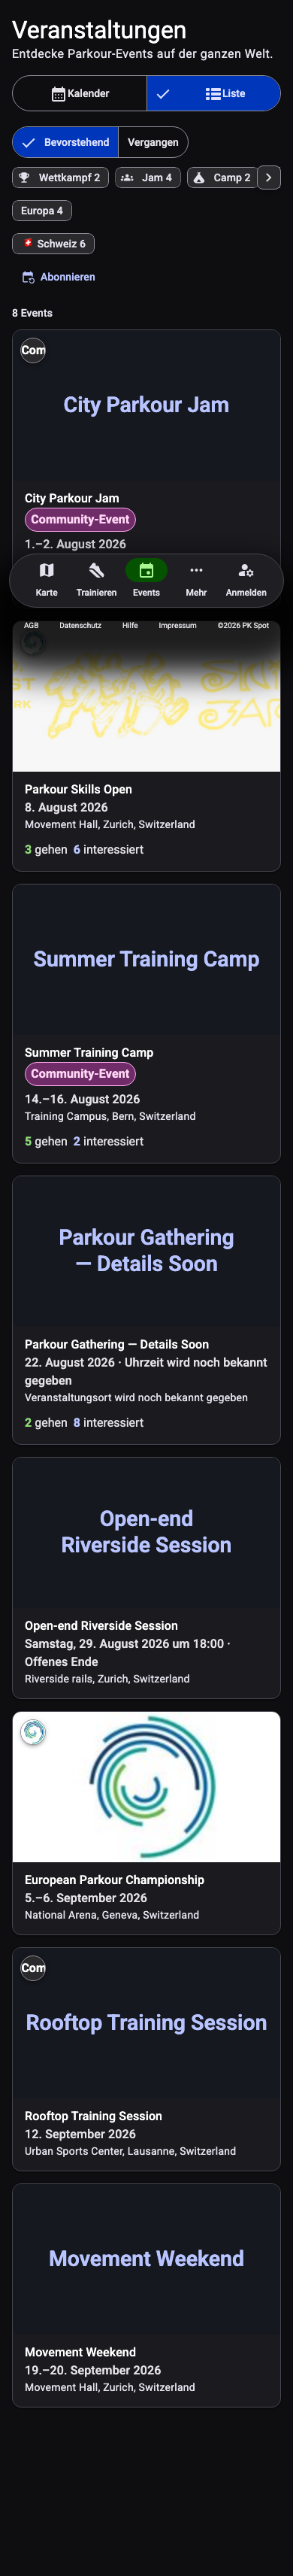 Veranstaltungen
Entdecke Parkour-Events auf der ganzen Welt.
Kalender
Liste
Bevorstehend
Vergangen
Wettkampf 2
Jam 4
Camp 2
Europa 4
Schweiz 6
Abonnieren
8 Events
Com
City Parkour Jam
City Parkour Jam
Community-Event
1.–2. August 2026
Karte
Trainieren
Events
Mehr
Anmelden
AGB
Datenschutz
Hilfe
Impressum
©2026 PK Spot
Parkour Skills Open
8. August 2026
Movement Hall, Zurich, Switzerland
3 gehen 6 interessiert
Summer Training Camp
Summer Training Camp
Community-Event
14.–16. August 2026
Training Campus, Bern, Switzerland
5 gehen 2 interessiert
Parkour Gathering
— Details Soon
Parkour Gathering — Details Soon
22. August 2026 · Uhrzeit wird noch bekannt
gegeben
Veranstaltungsort wird noch bekannt gegeben
2 gehen 8 interessiert
Open-end
Riverside Session
Open-end Riverside Session
Samstag, 29. August 2026 um 18:00 ·
Offenes Ende
Riverside rails, Zurich, Switzerland
European Parkour Championship
5.–6. September 2026
National Arena, Geneva, Switzerland
Com
Rooftop Training Session
Rooftop Training Session
12. September 2026
Urban Sports Center, Lausanne, Switzerland
Movement Weekend
Movement Weekend
19.–20. September 2026
Movement Hall, Zurich, Switzerland